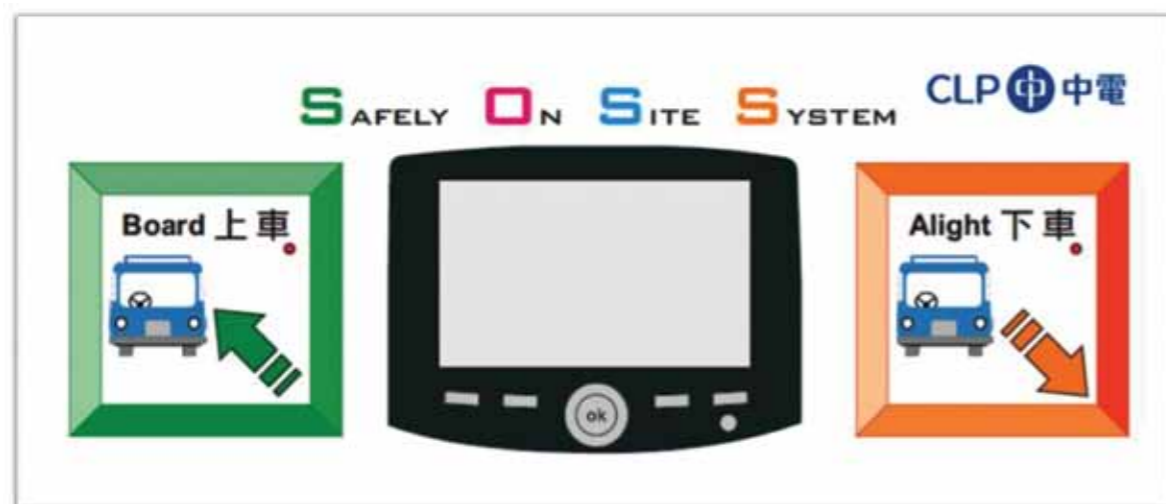 SAFELY ON SITE SYSTEM
CLP 中電
Board 上車
Alight 下車
ok